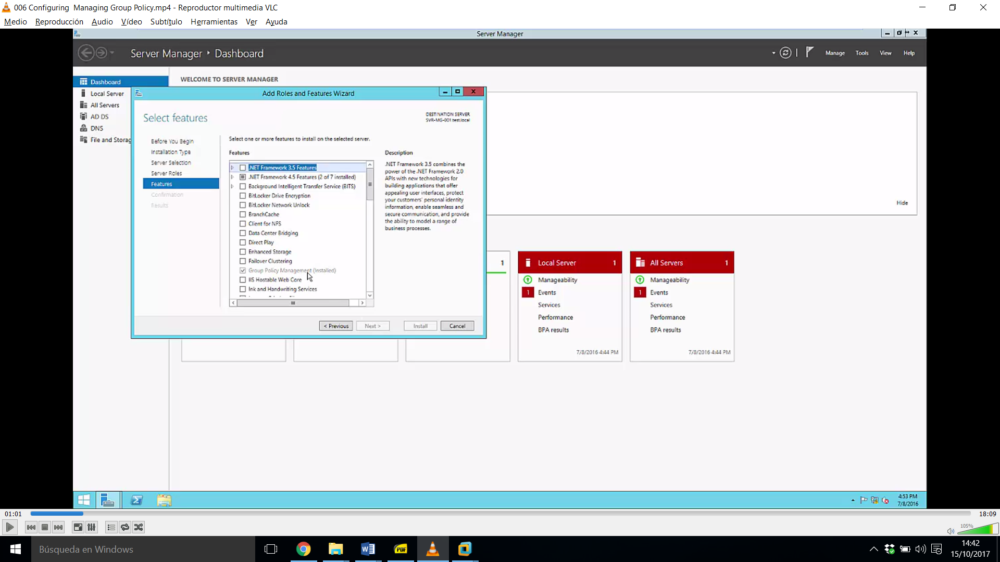 006 Configuring  Managing Group Policy.mp4 - Reproductor multimedia VLC
Medio Reproducción Audio Vídeo Subtítulo Herramientas Ver Ayuda
Server Manager
Server Manager Dashboard
Manage Tools View Help
Dashboard
Local Server
All Servers
AD DS
DNS
File and Storag
WELCOME TO SERVER MANAGER
Add Roles and Features Wizard
Select features
DESTINATION SERVER
SVR-MG-001.test.local
Before You Begin
Installation Type
Server Selection
Server Roles
Features
Confirmation
Results
Select one or more features to install on the selected server.
Features
.NET Framework 3.5 Features
.NET Framework 4.5 Features (2 of 7 installed)
Background Intelligent Transfer Service (BITS)
BitLocker Drive Encryption
BitLocker Network Unlock
BranchCache
Client for NFS
Data Center Bridging
Direct Play
Enhanced Storage
Failover Clustering
Group Policy Management (Installed)
IIS Hostable Web Core
Ink and Handwriting Services
Description
.NET Framework 3.5 combines the
power of the .NET Framework 2.0
APIs with new technologies for
building applications that offer
appealing user interfaces, protect
your customers' personal identity
information, enable seamless and
secure communication, and provide
the ability to model a range of
business processes.
< Previous
Next >
Install
Cancel
Hide
1
Local Server 1
Manageability
1 Events
Services
Performance
BPA results
7/8/2016 4:44 PM
All Servers 1
Manageability
1 Events
Services
Performance
BPA results
7/8/2016 4:44 PM
4:53 PM
7/8/2016
01:01
18:09
105%
Búsqueda en Windows
PDF
14:42
15/10/2017